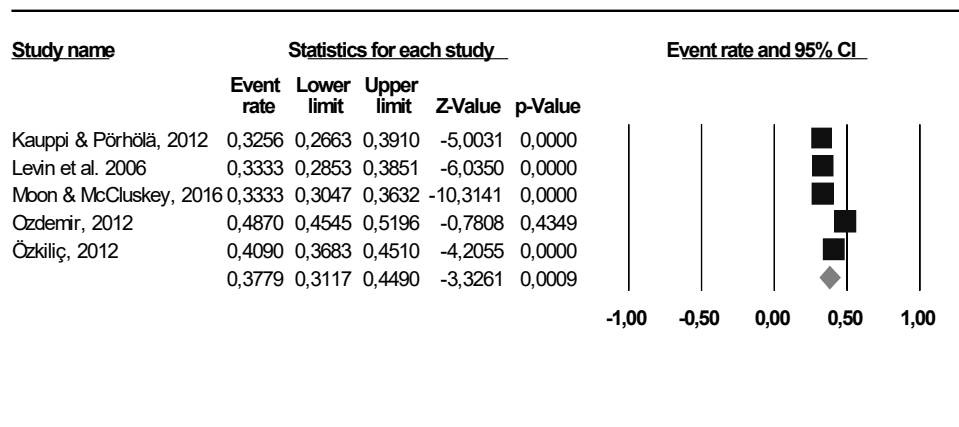 Study name Statistics for each study Event rate and 95% CI
Event Lower Upper
rate limit limit Z-Value p-Value
Kauppi & Pörhölä, 2012 0,3256 0,2663 0,3910 -5,0031 0,0000
Levin et al. 2006 0,3333 0,2853 0,3851 -6,0350 0,0000
Moon & McCluskey, 2016 0,3333 0,3047 0,3632 -10,3141 0,0000
Ozdemir, 2012 0,4870 0,4545 0,5196 -0,7808 0,4349
Özkiliç, 2012 0,4090 0,3683 0,4510 -4,2055 0,0000
0,3779 0,3117 0,4490 -3,3261 0,0009
-1,00 -0,50 0,00 0,50 1,00